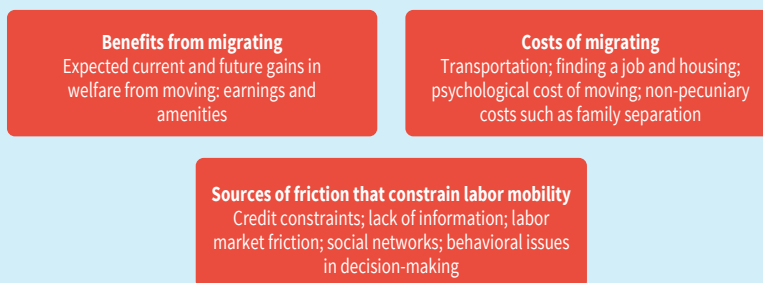 Benefits from migrating
Expected current and future gains in
welfare from moving: earnings and
amenities
Costs of migrating
Transportation; finding a job and housing;
psychological cost of moving; non-pecuniary
costs such as family separation
Sources of friction that constrain labor mobility
Credit constraints; lack of information; labor
market friction; social networks; behavioral issues
in decision-making